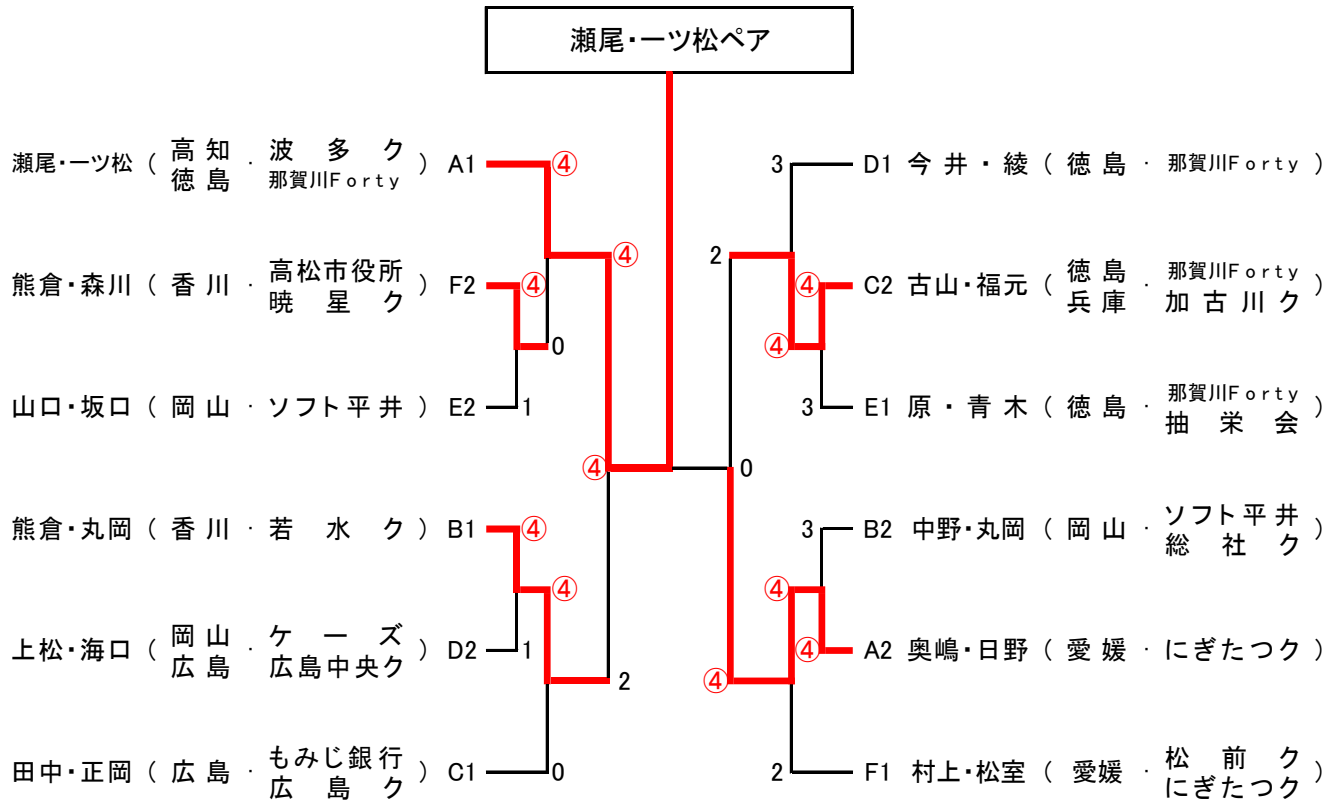 瀬尾・一ツ松ペア
瀬尾・一ツ松 ( 高知 徳島 ・ 波多ク 那賀川Forty ) A1 ④
3 D1 今井・綾 ( 徳島 ・ 那賀川Forty )
④ 2
熊倉・森川 ( 香川 ・ 高松市役所 暁星ク ) F2 ④
④ C2 古山・福元 ( 徳島 兵庫 ・ 那賀川Forty 加古川ク )
0 ④
山口・坂口 ( 岡山 ・ ソフト平井 ) E2 1
3 E1 原・青木 ( 徳島 ・ 那賀川Forty 抽栄会 )
④ 0
熊倉・丸岡 ( 香川 ・ 若水ク ) B1 ④
3 B2 中野・丸岡 ( 岡山 ・ ソフト平井 総社ク )
④ ④
上松・海口 ( 岡山 広島 ・ ケーズ 広島中央ク ) D2 1
④ A2 奥嶋・日野 ( 愛媛 ・ にぎたつク )
2 ④
田中・正岡 ( 広島 ・ もみじ銀行 広島ク ) C1 0
2 F1 村上・松室 ( 愛媛 ・ 松前ク にぎたつク )